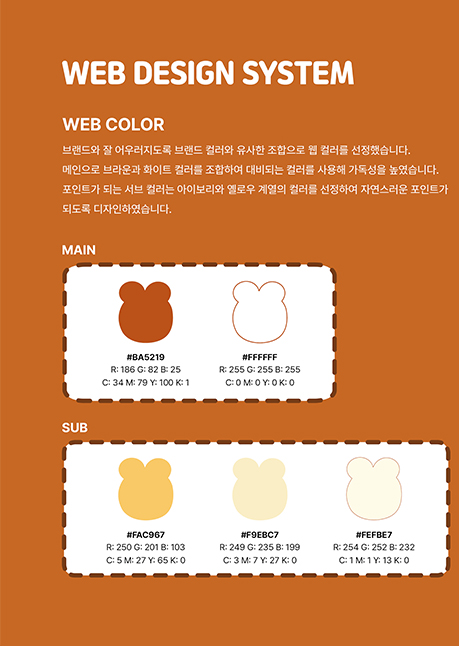 WEB DESIGN SYSTEM
WEB COLOR
브랜드와 잘 어우러지도록 브랜드 컬러와 유사한 조합으로 웹 컬러를 선정했습니다.
메인으로 브라운과 화이트 컬러를 조합하여 대비되는 컬러를 사용해 가독성을 높였습니다.
포인트가 되는 서브 컬러는 아이보리와 옐로우 계열의 컬러를 선정하여 자연스러운 포인트가
되도록 디자인하였습니다.
MAIN
#BA5219 #FFFFFF
R: 186 G: 82 B: 25 R: 255 G: 255 B: 255
C: 34 M: 79 Y: 100 K: 1 C: 0 M: 0 Y: 0 K: 0
SUB
#FAC967 #F9EBC7 #FEFBE7
R: 250 G: 201 B: 103 R: 249 G: 235 B: 199 R: 254 G: 252 B: 232
C: 5 M: 27 Y: 65 K: 0 C: 3 M: 7 Y: 27 K: 0 C: 1 M: 1 Y: 13 K: 0